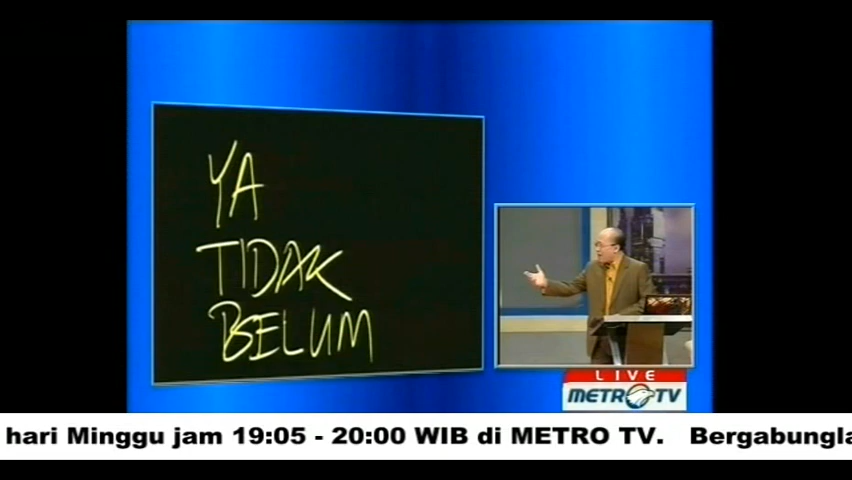 YA
TIDAK
BELUM
LIVE
METRO TV
hari Minggu jam 19:05 - 20:00 WIB di METRO TV. Bergabungla